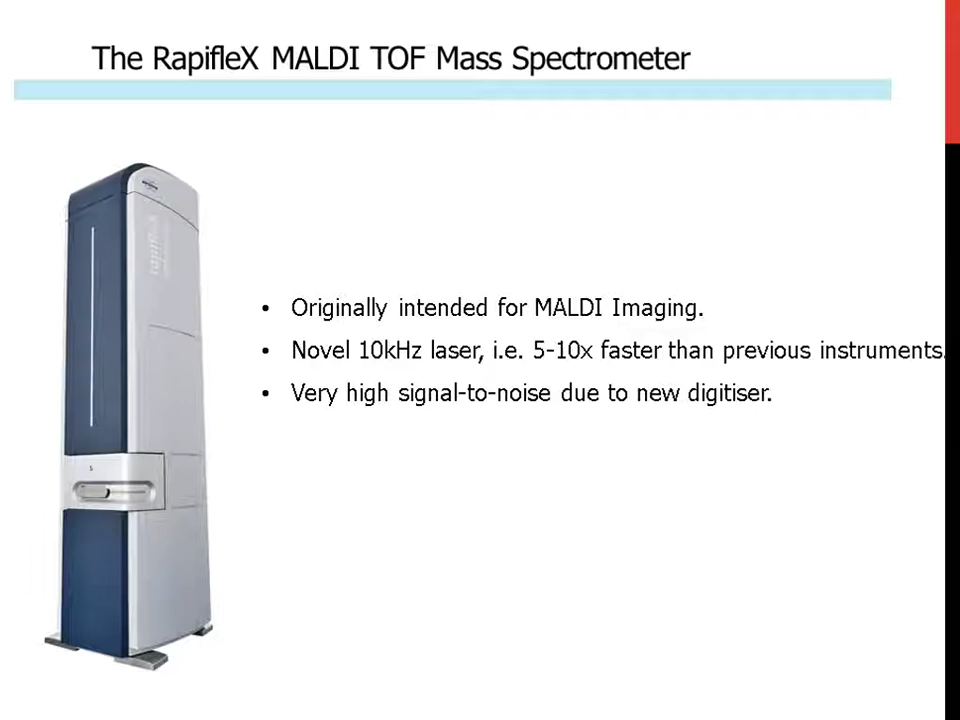 The RapifleX MALDI TOF Mass Spectrometer
• Originally intended for MALDI Imaging.
• Novel 10kHz laser, i.e. 5-10x faster than previous instruments.
• Very high signal-to-noise due to new digitiser.